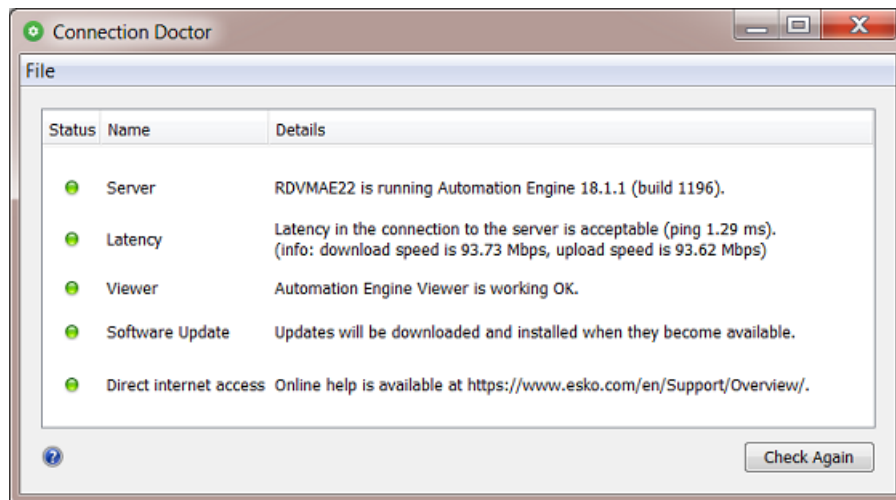 Connection Doctor
File
Status Name Details
Server RDVMAE22 is running Automation Engine 18.1.1 (build 1196).
Latency Latency in the connection to the server is acceptable (ping 1.29 ms).
(info: download speed is 93.73 Mbps, upload speed is 93.62 Mbps)
Viewer Automation Engine Viewer is working OK.
Software Update Updates will be downloaded and installed when they become available.
Direct internet access Online help is available at https://www.esko.com/en/Support/Overview/.
Check Again